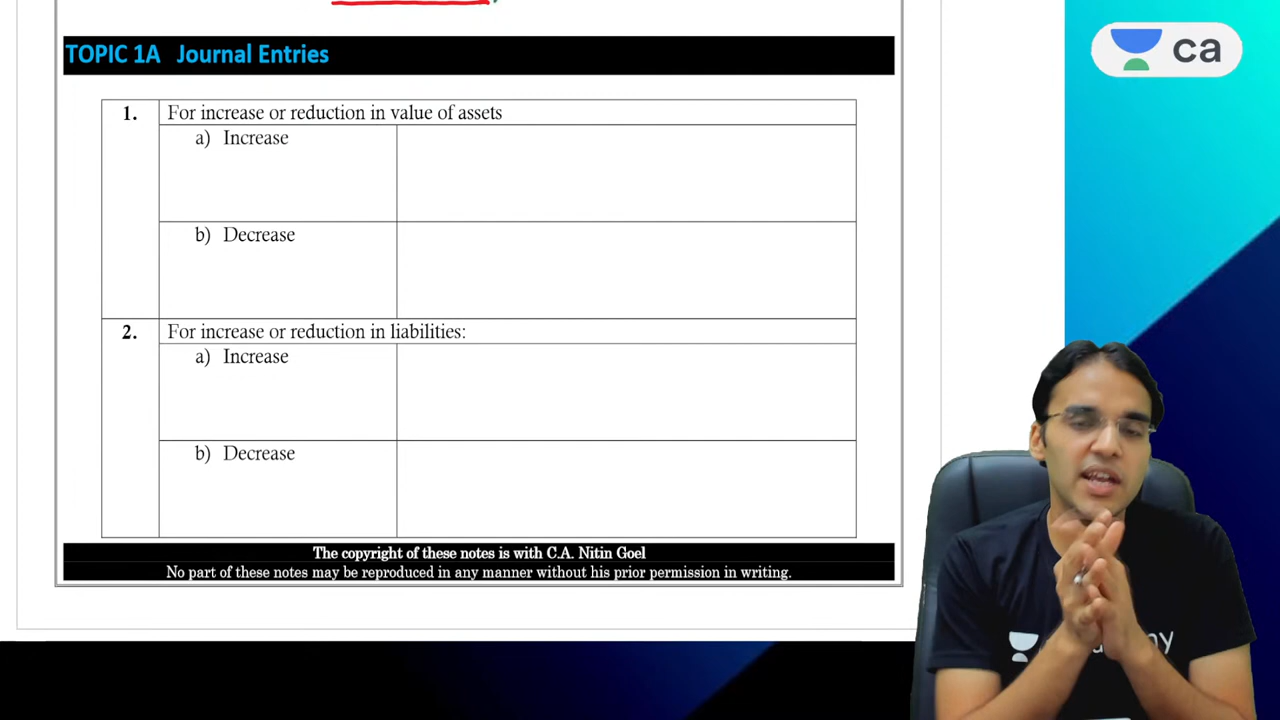 TOPIC 1A Journal Entries
ca
1. For increase or reduction in value of assets
a) Increase
b) Decrease
2. For increase or reduction in liabilities:
a) Increase
b) Decrease
The copyright of these notes is with C.A. Nitin Goel
No part of these notes may be reproduced in any manner without his prior permission in writing.